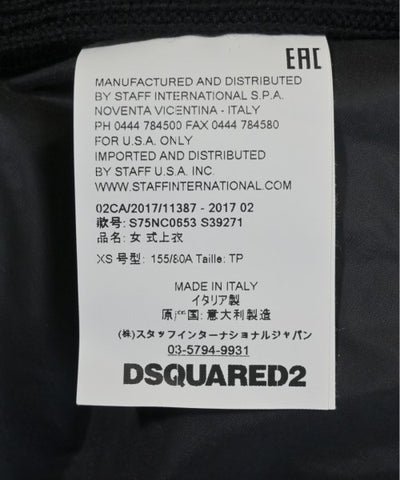 EAC
MANUFACTURED AND DISTRIBUTED
BY STAFF INTERNATIONAL S.P.A.
NOVENTA VICENTINA - ITALY
PH 0444 784500 FAX 0444 784580
FOR U.S.A. ONLY
IMPORTED AND DISTRIBUTED
BY STAFF U.S.A. INC.
WWW.STAFFINTERNATIONAL.COM
02CA/2017/11387 - 2017 02
款号: S75NC0653 S39271
品名: 女式上衣
XS 号型: 155/80A Taille: TP
MADE IN ITALY
イタリア製
原产国: 意大利製造
(株)スタッフインターナショナルジャパン
03-5794-9931
DSQUARED2